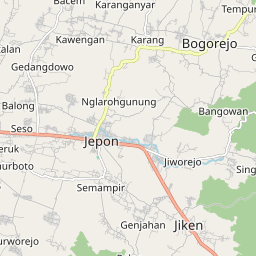 Bacem
Karanganyar
Tempur
Kawengan
Karang
Bogorejo
alan
Gedangdowo
Balong
Nglarohgunung
Bangowan
Seso
eruk
Jepon
urboto
Jiworejo
Sing
Semampir
Genjahan
Jiken
urworejo